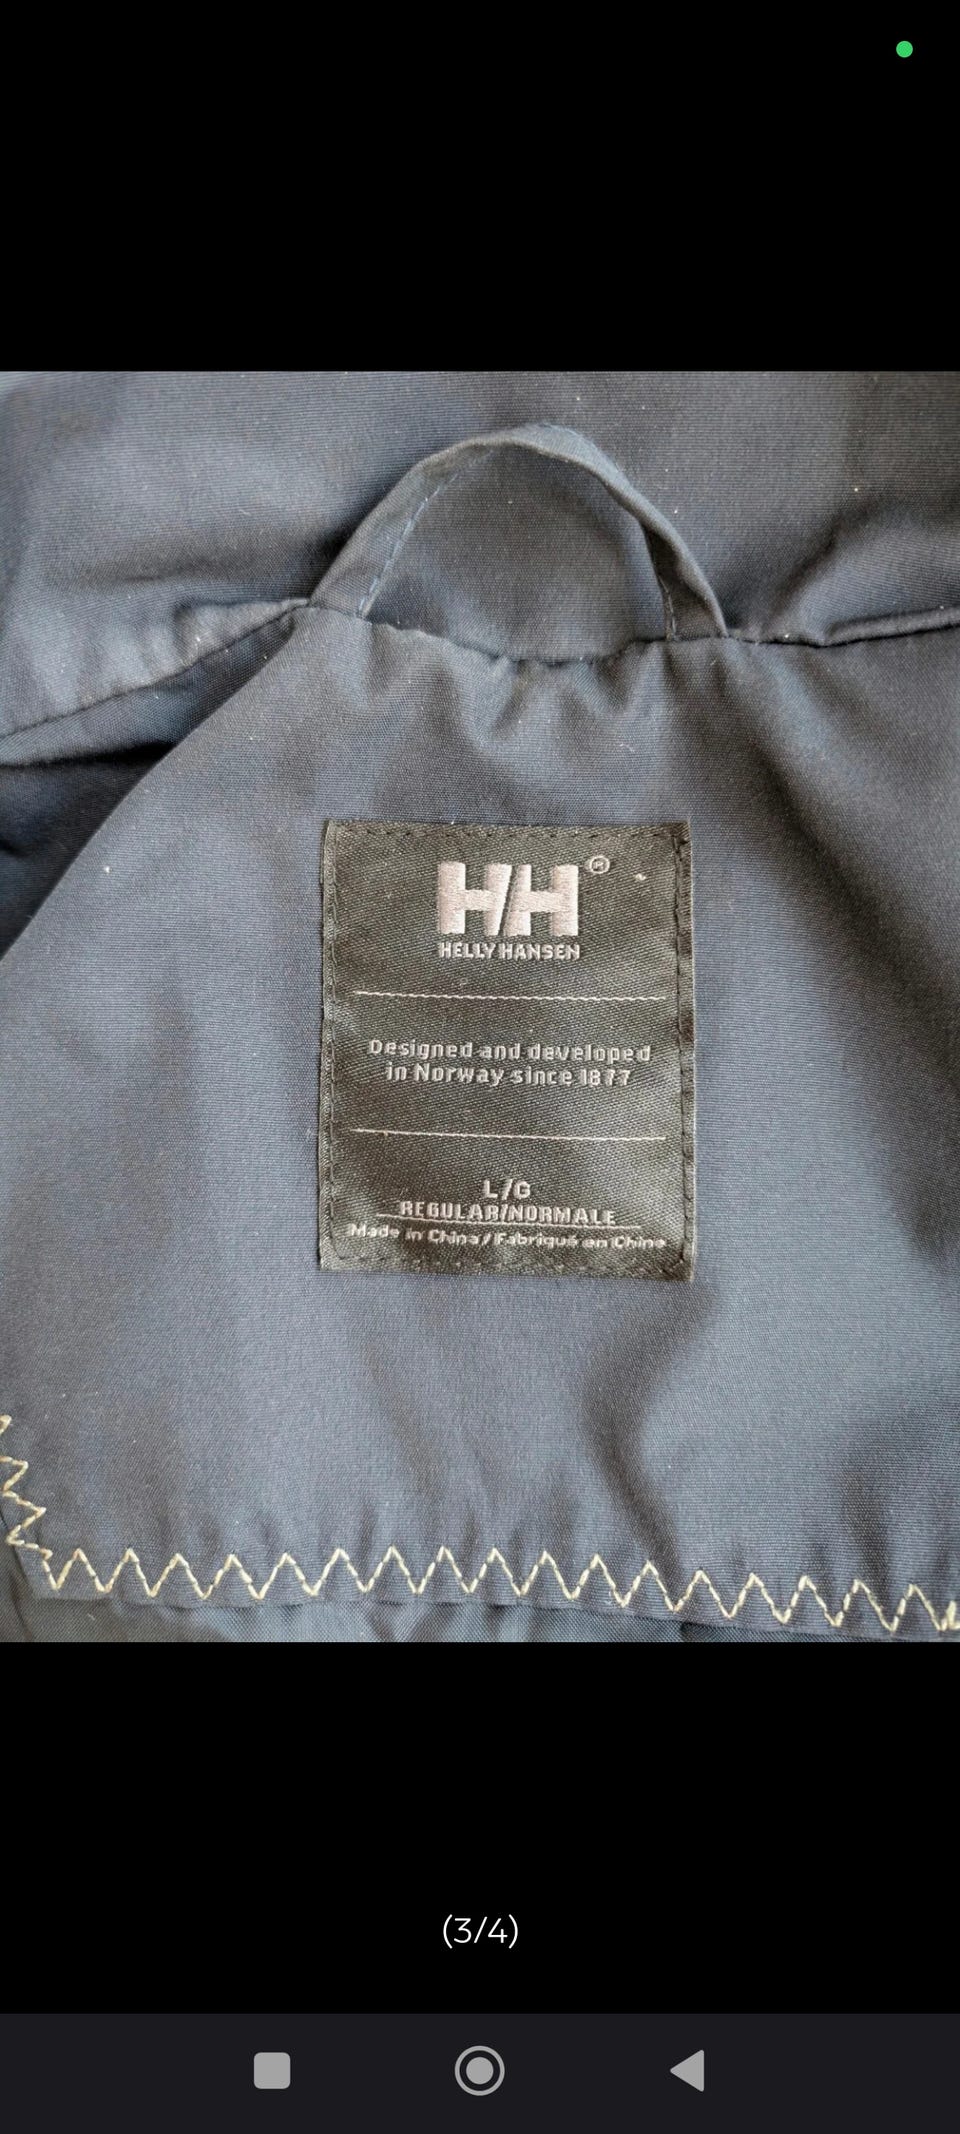 HH®
HELLY HANSEN
Designed and developed
in Norway since 1877
L/G
REGULAR/NORMALE
Made in China / Fabriqué en Chine
(3/4)